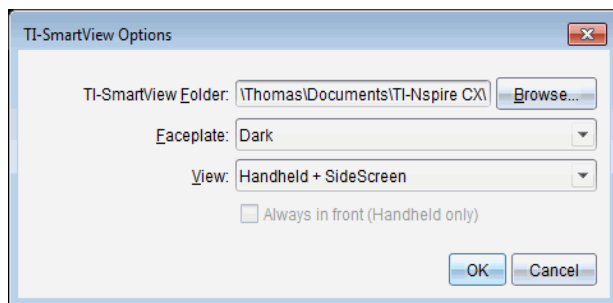 TI-SmartView Options
TI-SmartView Folder: \Thomas\Documents\TI-Nspire CX\ Browse...
Faceplate: Dark
View: Handheld + SideScreen
Always in front (Handheld only)
OK Cancel